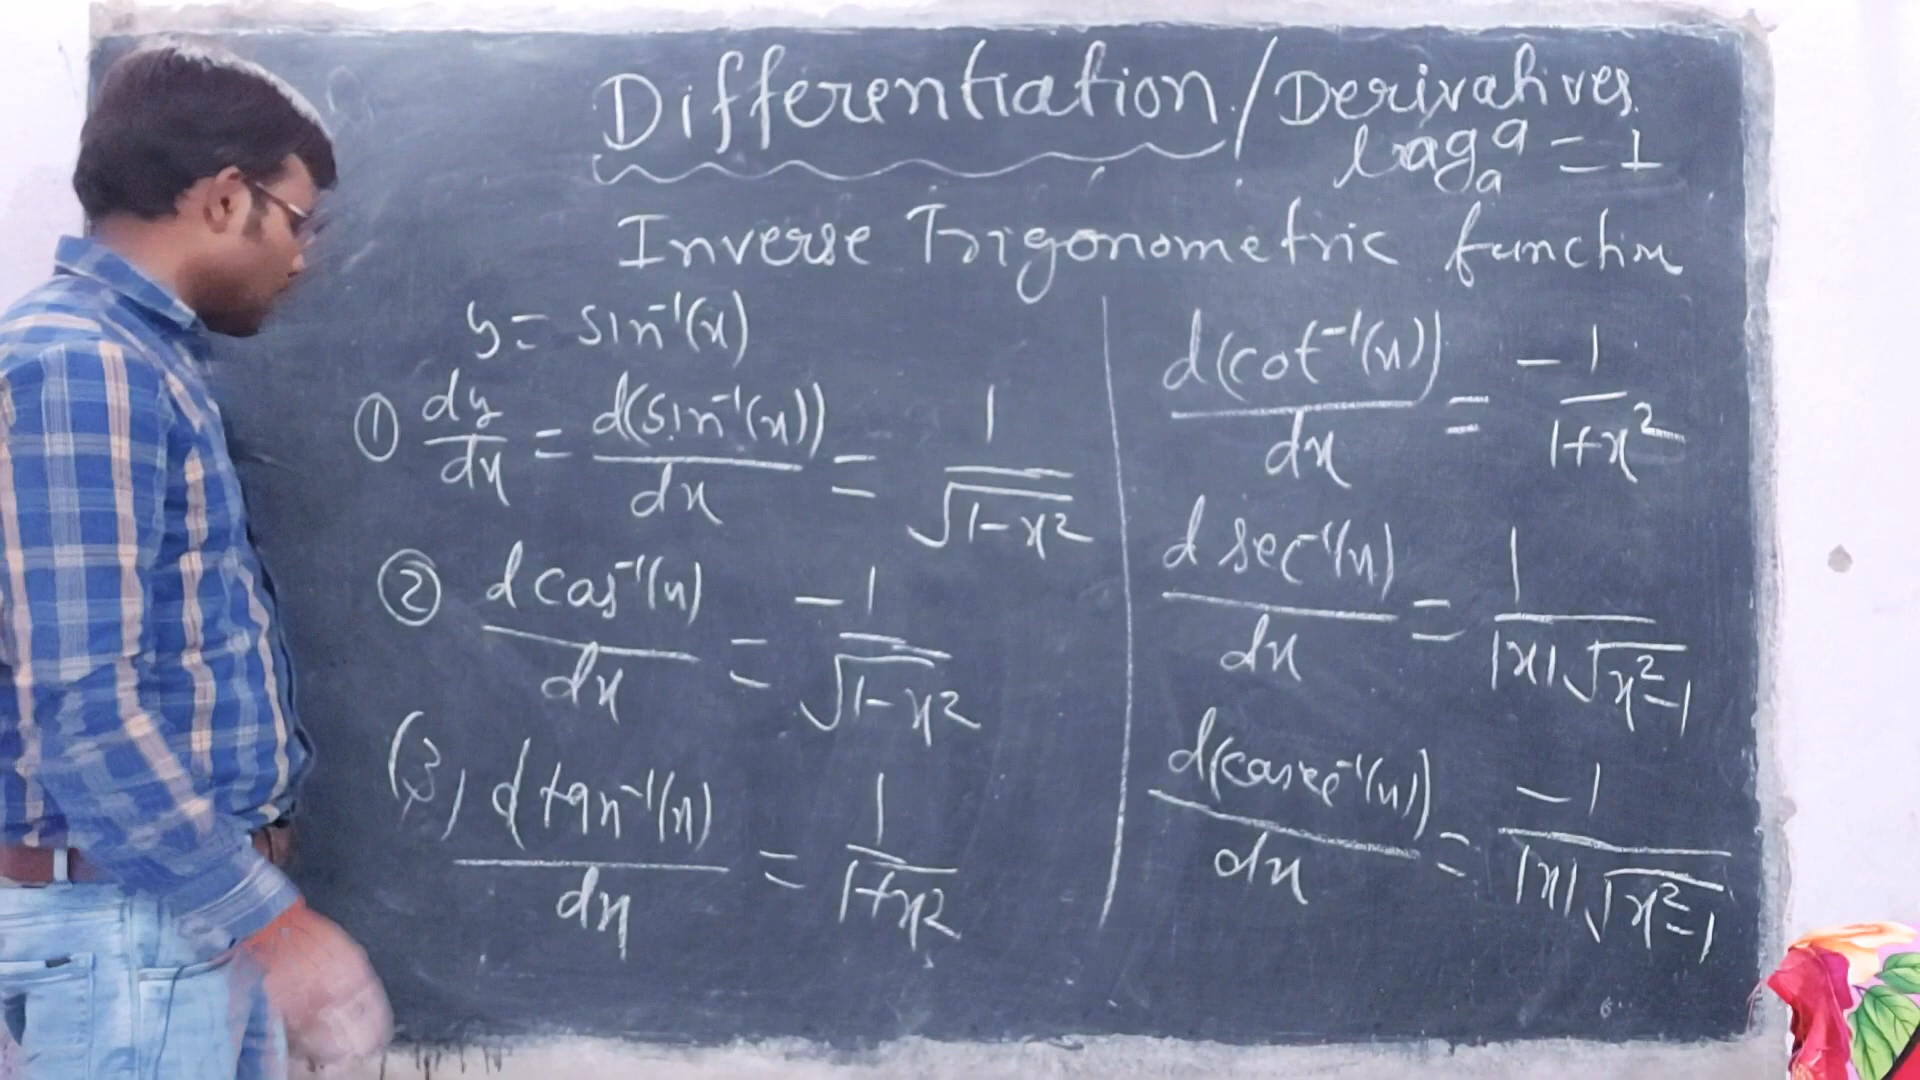 Differentiation/Derivatives
log_a a = 1
Inverse Trigonometric function
y = sin⁻¹(x)
① dy/dx = d(sin⁻¹(x))/dx = 1/√(1-x²)
② d cos⁻¹(x)/dx = -1/√(1-x²)
(3) d tan⁻¹(x)/dx = 1/(1+x²)
d(cot⁻¹(x))/dx = -1/(1+x²)
d sec⁻¹(x)/dx = 1/(|x|√(x²-1))
d(cosec⁻¹(x))/dx = -1/(|x|√(x²-1))